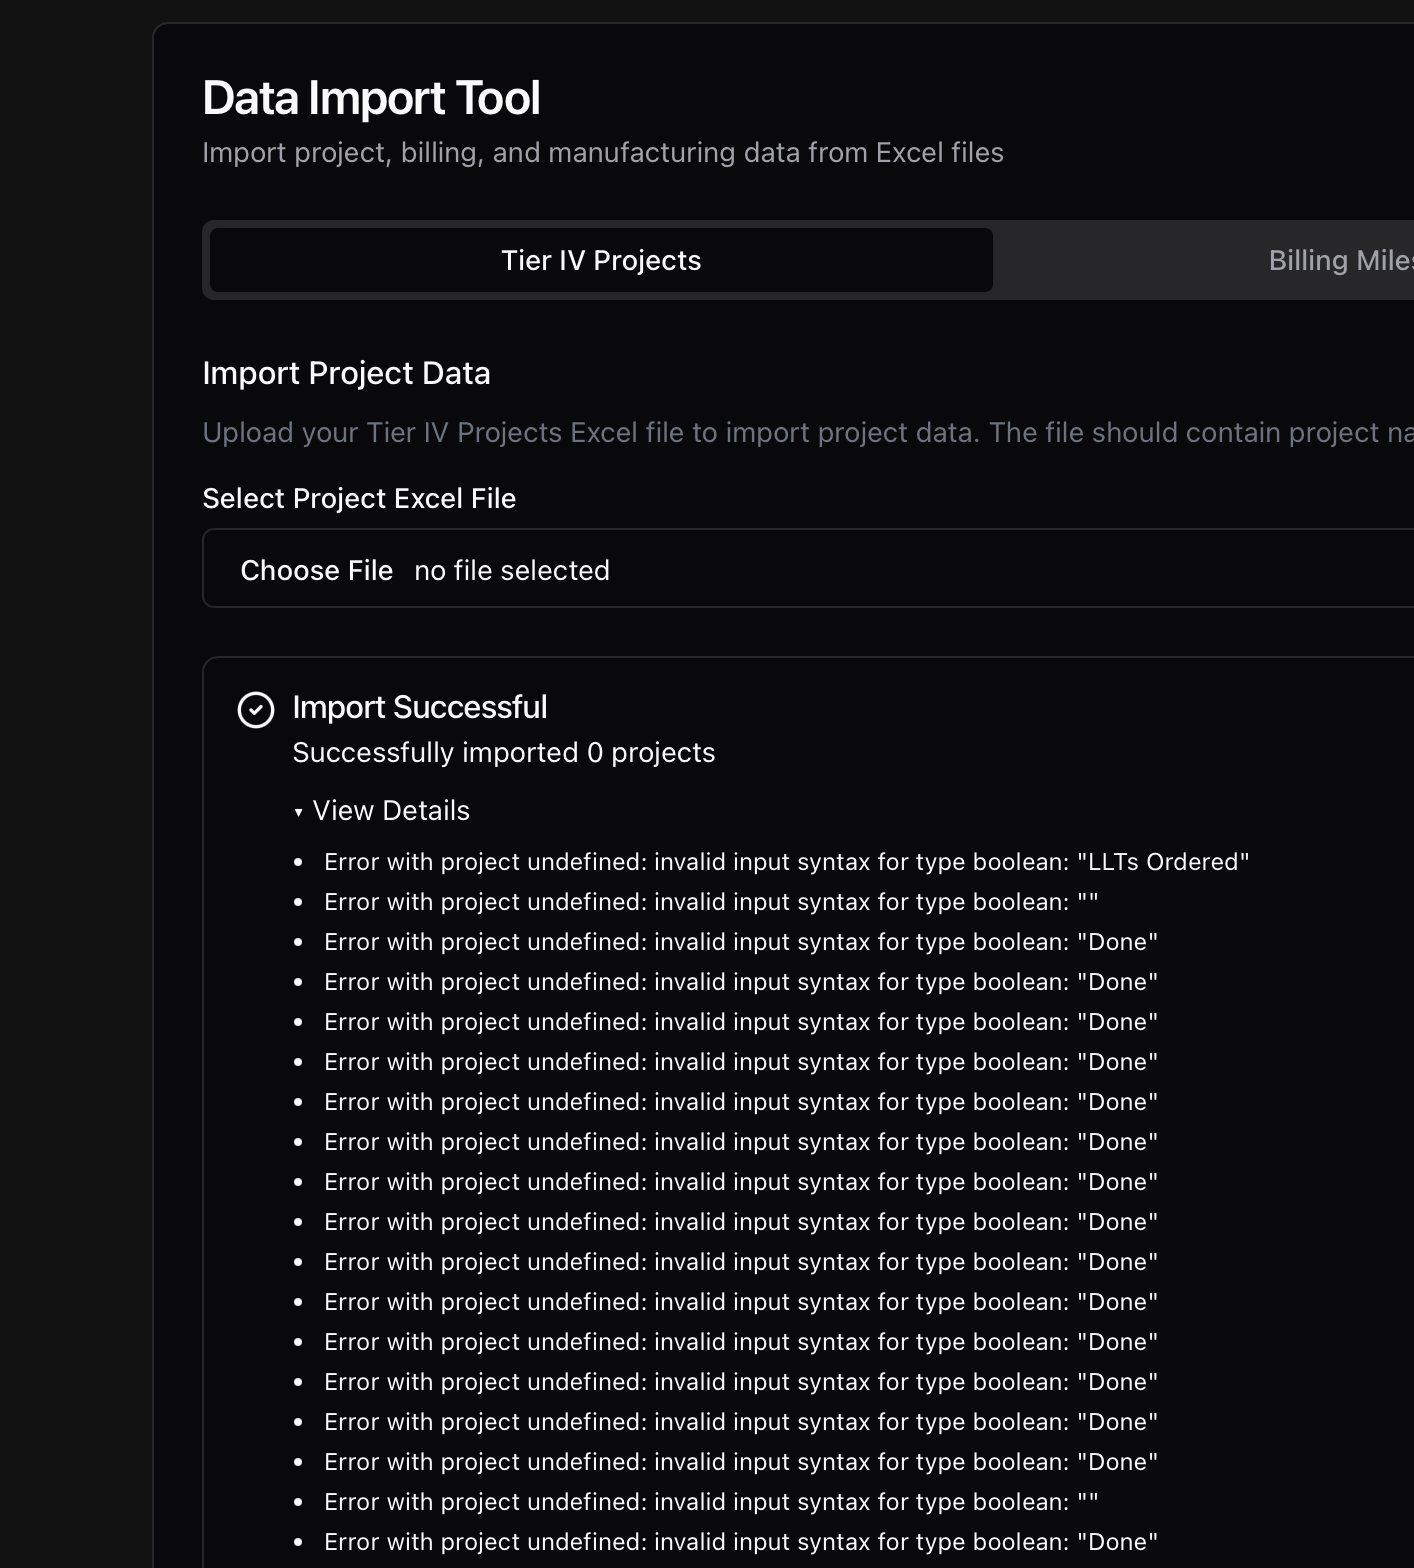 Data Import Tool
Import project, billing, and manufacturing data from Excel files
Tier IV Projects
Billing Miles
Import Project Data
Upload your Tier IV Projects Excel file to import project data. The file should contain project na
Select Project Excel File
Choose File no file selected
Import Successful
Successfully imported 0 projects
▾ View Details
• Error with project undefined: invalid input syntax for type boolean: "LLTs Ordered"
• Error with project undefined: invalid input syntax for type boolean: ""
• Error with project undefined: invalid input syntax for type boolean: "Done"
• Error with project undefined: invalid input syntax for type boolean: "Done"
• Error with project undefined: invalid input syntax for type boolean: "Done"
• Error with project undefined: invalid input syntax for type boolean: "Done"
• Error with project undefined: invalid input syntax for type boolean: "Done"
• Error with project undefined: invalid input syntax for type boolean: "Done"
• Error with project undefined: invalid input syntax for type boolean: "Done"
• Error with project undefined: invalid input syntax for type boolean: "Done"
• Error with project undefined: invalid input syntax for type boolean: "Done"
• Error with project undefined: invalid input syntax for type boolean: "Done"
• Error with project undefined: invalid input syntax for type boolean: "Done"
• Error with project undefined: invalid input syntax for type boolean: "Done"
• Error with project undefined: invalid input syntax for type boolean: "Done"
• Error with project undefined: invalid input syntax for type boolean: "Done"
• Error with project undefined: invalid input syntax for type boolean: ""
• Error with project undefined: invalid input syntax for type boolean: "Done"